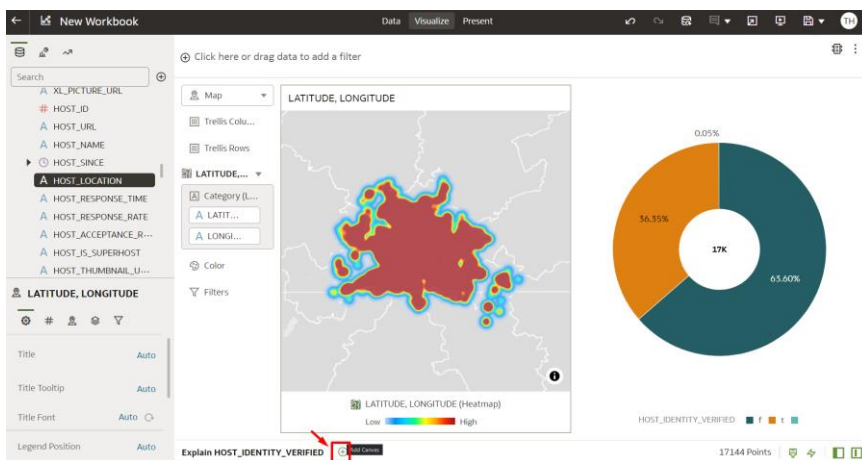 New Workbook
Data Visualize Present
TH
Search
XL_PICTURE_URL
HOST_ID
HOST_URL
HOST_NAME
HOST_SINCE
HOST_LOCATION
HOST_RESPONSE_TIME
HOST_RESPONSE_RATE
HOST_ACCEPTANCE_R...
HOST_IS_SUPERHOST
HOST_THUMBNAIL_U...
LATITUDE, LONGITUDE
Title Auto
Title Tooltip Auto
Title Font Auto
Legend Position Auto
Click here or drag data to add a filter
Map
Trellis Colu...
Trellis Rows
LATITUDE,...
Category (L...
LATIT...
LONGI...
Color
Filters
LATITUDE, LONGITUDE
LATITUDE, LONGITUDE (Heatmap)
Low High
0.05%
36.35%
17K
63.60%
HOST_IDENTITY_VERIFIED f t
Explain HOST_IDENTITY_VERIFIED Add Canvas
17144 Points